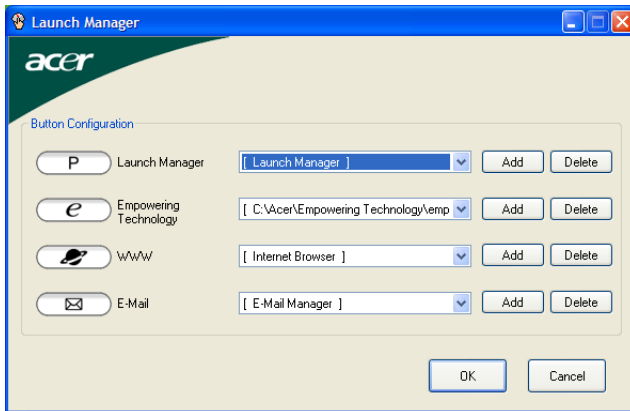 Launch Manager
acer
Button Configuration
P Launch Manager [ Launch Manager ] Add Delete
e Empowering Technology [ C:\Acer\Empowering Technology\emp Add Delete
WWW [ Internet Browser ] Add Delete
E-Mail [ E-Mail Manager ] Add Delete
OK Cancel